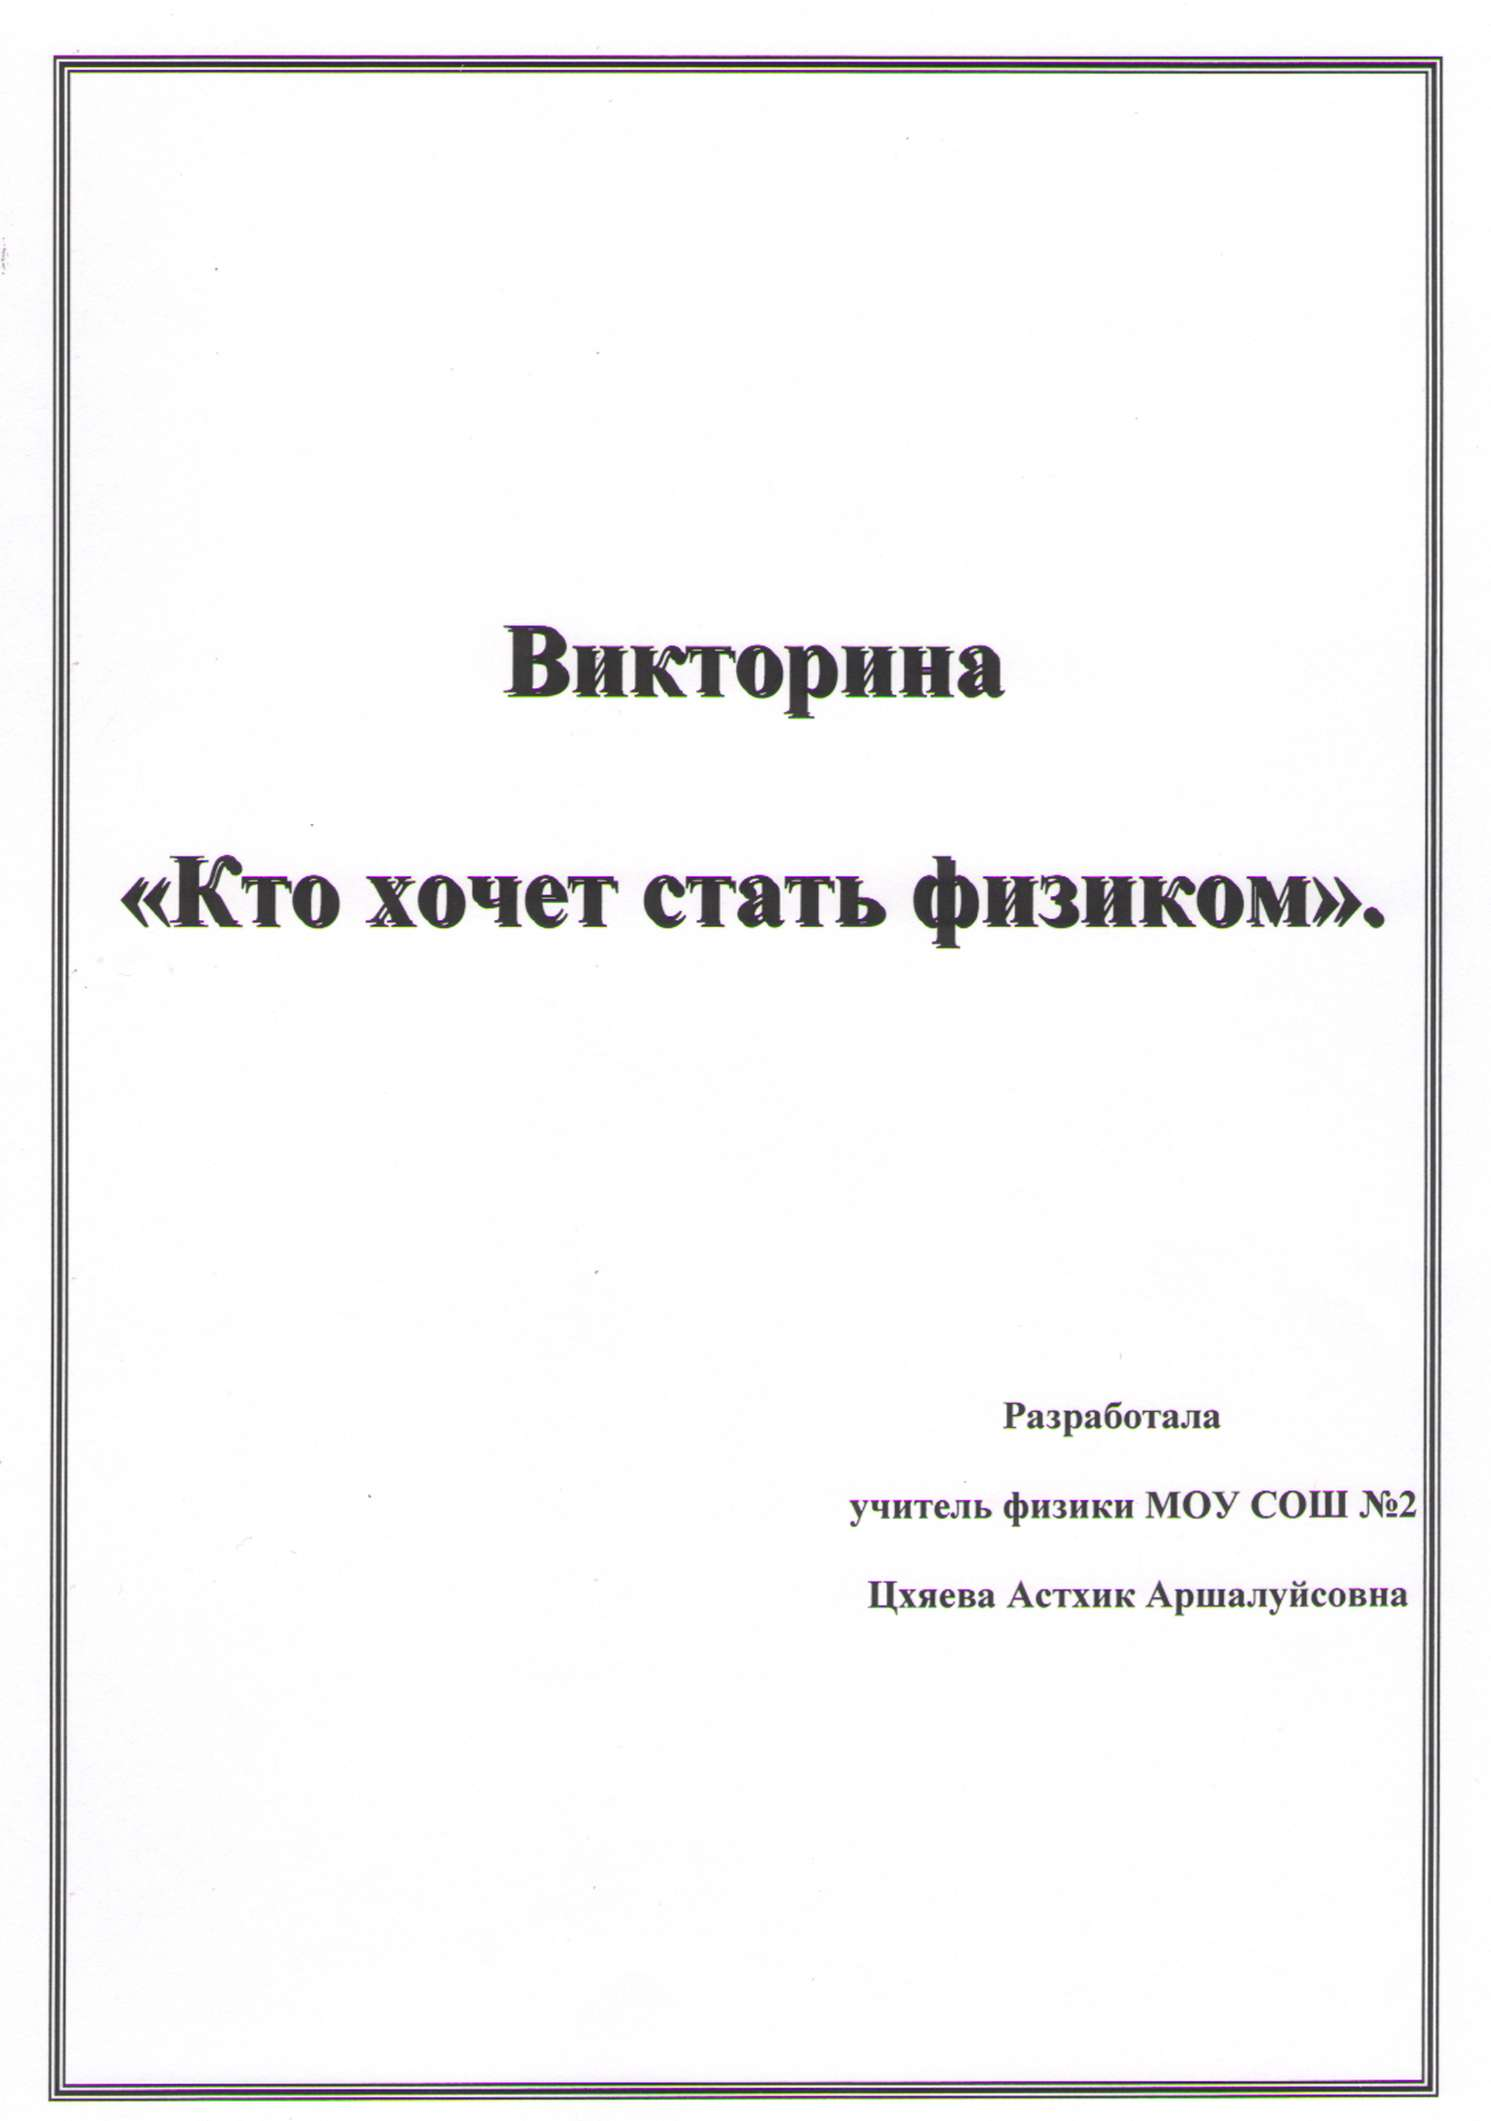 Викторина
«Кто хочет стать физиком».
Разработала
учитель физики МОУ СОШ №2
Цхяева Астхик Аршалуйсовна